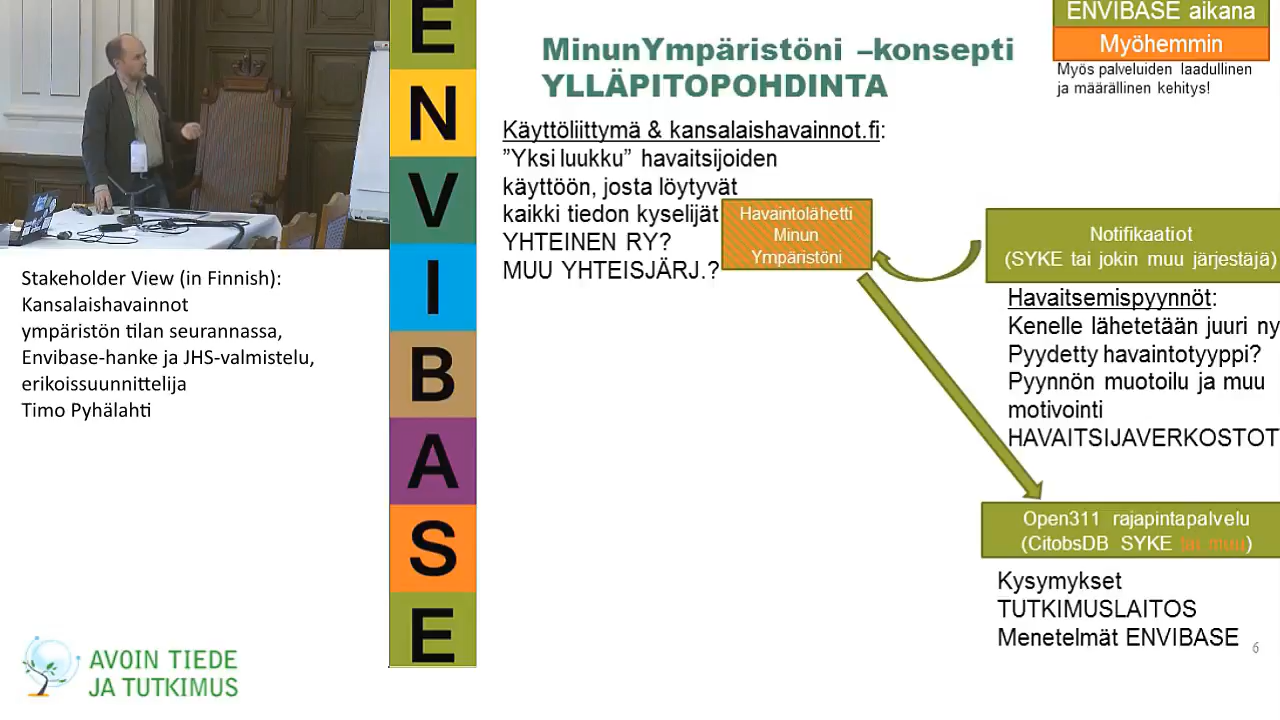 ENVIBASE aikana
Myöhemmin
Myös palveluiden laadullinen
ja määrällinen kehitys!
MinunYmpäristöni –konsepti
YLLÄPITOPOHDINTA
Käyttöliittymä & kansalaishavainnot.fi:
”Yksi luukku” havaitsijoiden
käyttöön, josta löytyvät
kaikki tiedon kyselijät
YHTEINEN RY?
MUU YHTEISJÄRJ.?
Havaintolähetti
Minun
Ympäristöni
Notifikaatiot
(SYKE tai jokin muu järjestäjä)
Havaitsemispyynnöt:
Kenelle lähetetään juuri ny
Pyydetty havaintotyyppi?
Pyynnön muotoilu ja muu
motivointi
HAVAITSIJAVERKOSTOT
Open311 rajapintapalvelu
(CitobsDB SYKE tai muu)
Kysymykset
TUTKIMUSLAITOS
Menetelmät ENVIBASE
6
E
N
V
I
B
A
S
E
Stakeholder View (in Finnish):
Kansalaishavainnot
ympäristön tilan seurannassa,
Envibase-hanke ja JHS-valmistelu,
erikoissuunnittelija
Timo Pyhälahti
AVOIN TIEDE
JA TUTKIMUS